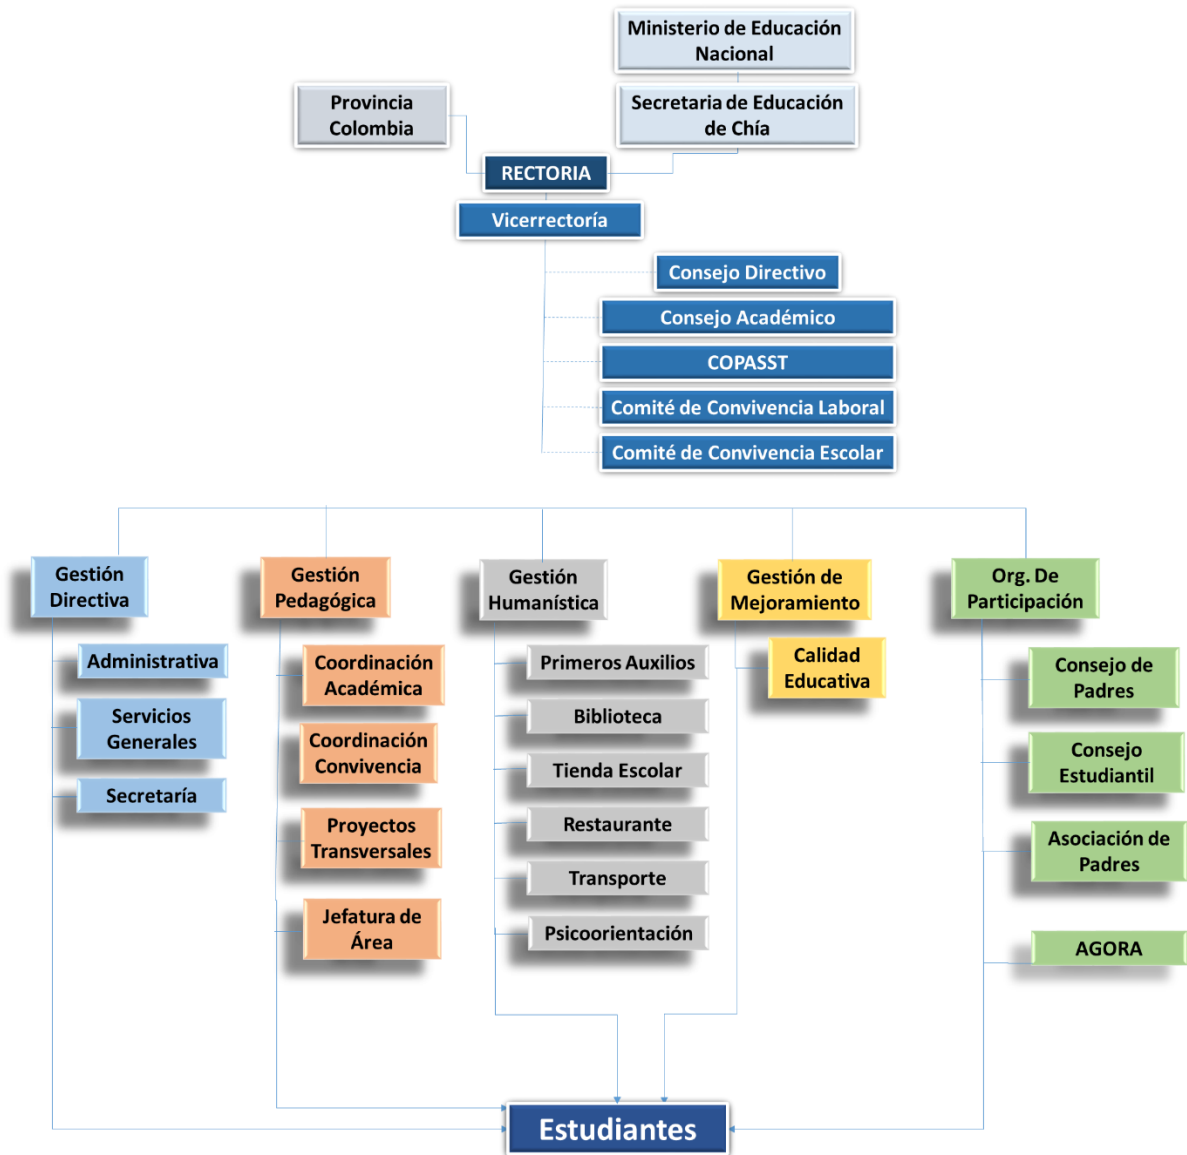 Ministerio de Educación
Nacional
Provincia
Colombia
Secretaria de Educación
de Chía
RECTORIA
Vicerrectoría
Consejo Directivo
Consejo Académico
COPASST
Comité de Convivencia Laboral
Comité de Convivencia Escolar
Gestión
Directiva
Administrativa
Servicios
Generales
Secretaría
Gestión
Pedagógica
Coordinación
Académica
Coordinación
Convivencia
Proyectos
Transversales
Jefatura de
Área
Gestión
Humanística
Primeros Auxilios
Biblioteca
Tienda Escolar
Restaurante
Transporte
Psicoorientación
Gestión de
Mejoramiento
Calidad
Educativa
Org. De
Participación
Consejo de
Padres
Consejo
Estudiantil
Asociación de
Padres
AGORA
Estudiantes